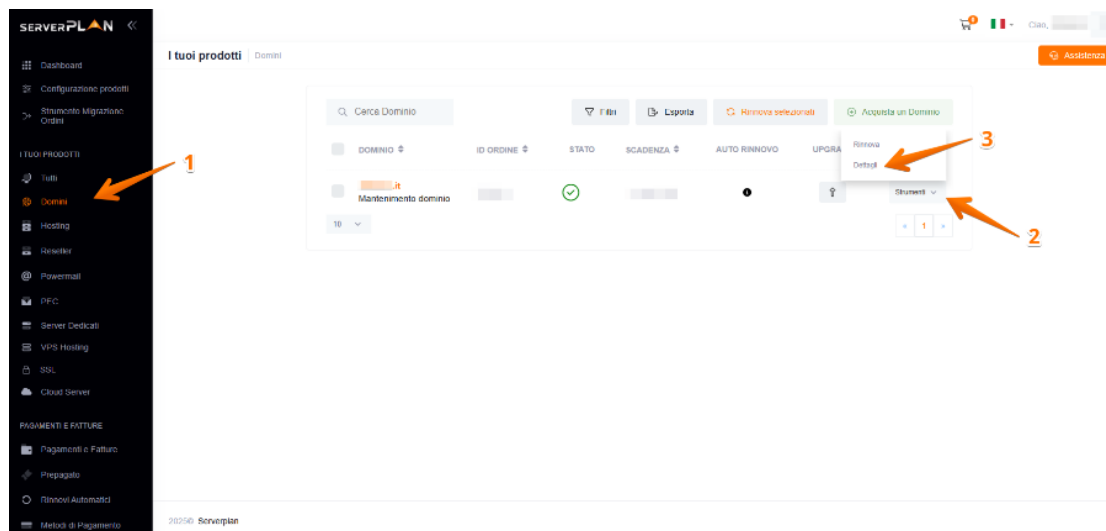 SERVERPLAN
Dashboard
Configurazione prodotti
Strumento Migrazione
Ordini
I TUOI PRODOTTI
Tutti
Domini
Hosting
Reseller
Powermail
PEC
Server Dedicati
VPS Hosting
SSL
Cloud Server
PAGAMENTI E FATTURE
Pagamenti e Fatture
Prepagato
Rinnovi Automatici
Metodi di Pagamento
0
Ciao,
I tuoi prodotti Domini
Assistenza
Cerca Dominio
Filtri
Esporta
Rinnova selezionati
Acquista un Dominio
DOMINIO ID ORDINE STATO SCADENZA AUTO RINNOVO UPGRA
Rinnova
Dettagli
.it
Mantenimento dominio
Strumenti
10
« 1 »
1
2
3
2025© Serverplan